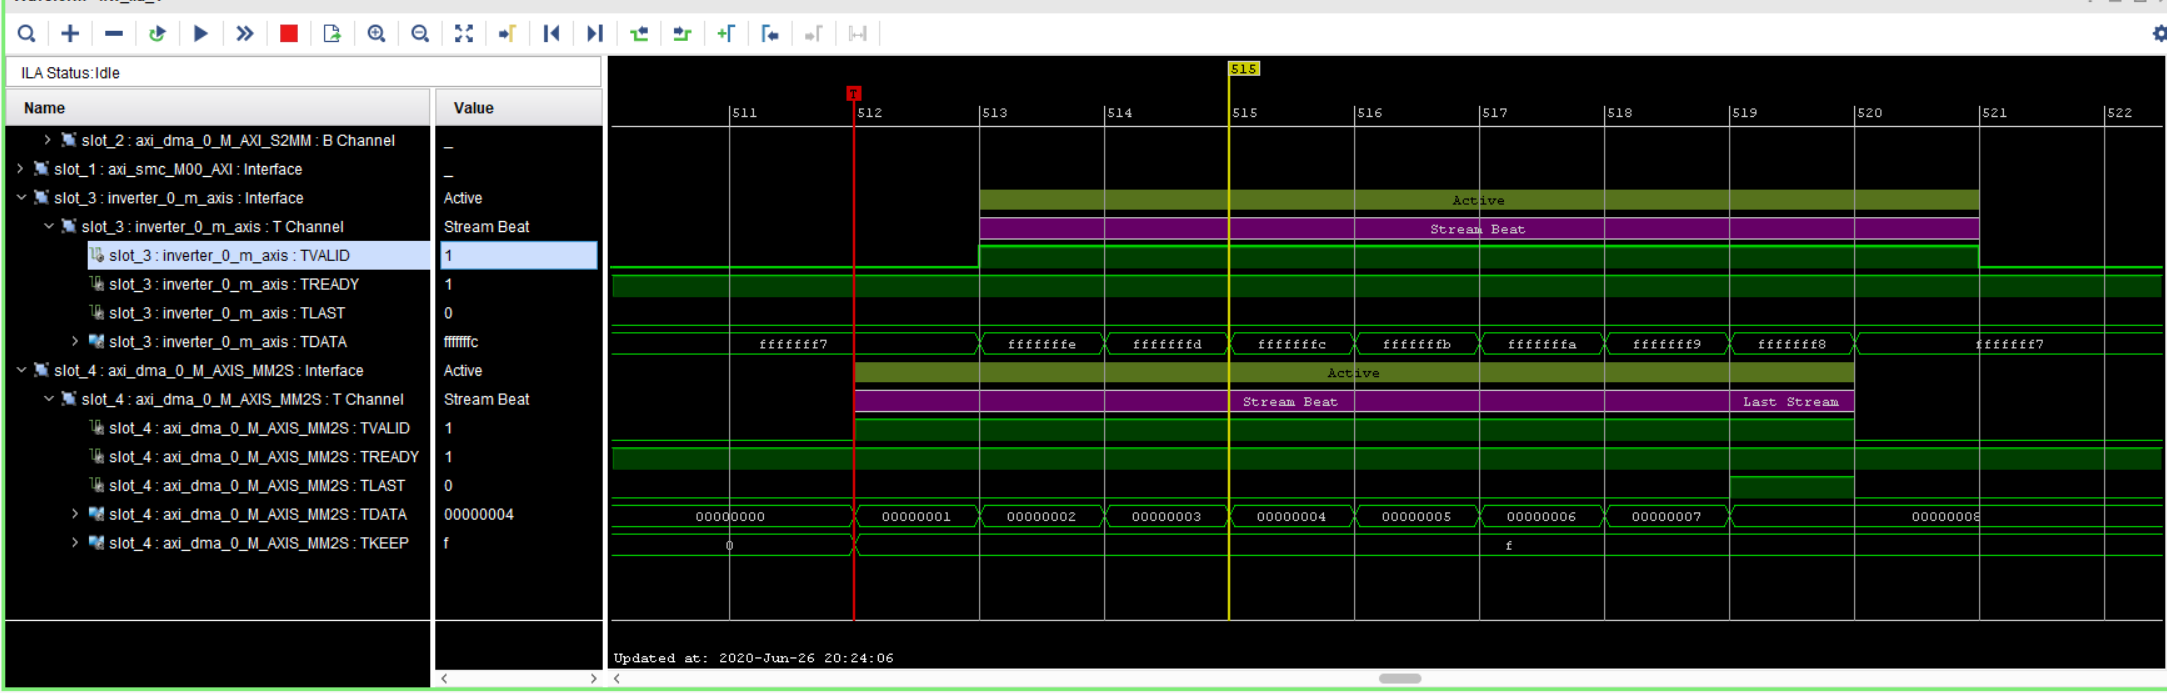 ILA Status:Idle
Name
Value
slot_2 : axi_dma_0_M_AXI_S2MM : B Channel
_
slot_1 : axi_smc_M00_AXI : Interface
_
slot_3 : inverter_0_m_axis : Interface
Active
slot_3 : inverter_0_m_axis : T Channel
Stream Beat
slot_3 : inverter_0_m_axis : TVALID
1
slot_3 : inverter_0_m_axis : TREADY
1
slot_3 : inverter_0_m_axis : TLAST
0
slot_3 : inverter_0_m_axis : TDATA
fffffffc
slot_4 : axi_dma_0_M_AXIS_MM2S : Interface
Active
slot_4 : axi_dma_0_M_AXIS_MM2S : T Channel
Stream Beat
slot_4 : axi_dma_0_M_AXIS_MM2S : TVALID
1
slot_4 : axi_dma_0_M_AXIS_MM2S : TREADY
1
slot_4 : axi_dma_0_M_AXIS_MM2S : TLAST
0
slot_4 : axi_dma_0_M_AXIS_MM2S : TDATA
00000004
slot_4 : axi_dma_0_M_AXIS_MM2S : TKEEP
f
515
T
511 512 513 514 515 516 517 518 519 520 521 522
Active
Stream Beat
fffffff7 fffffffe fffffffd fffffffc fffffffb fffffffa fffffff9 fffffff8 fffffff7
Active
Stream Beat Last Stream
00000000 00000001 00000002 00000003 00000004 00000005 00000006 00000007 00000008
0 f
Updated at: 2020-Jun-26 20:24:06